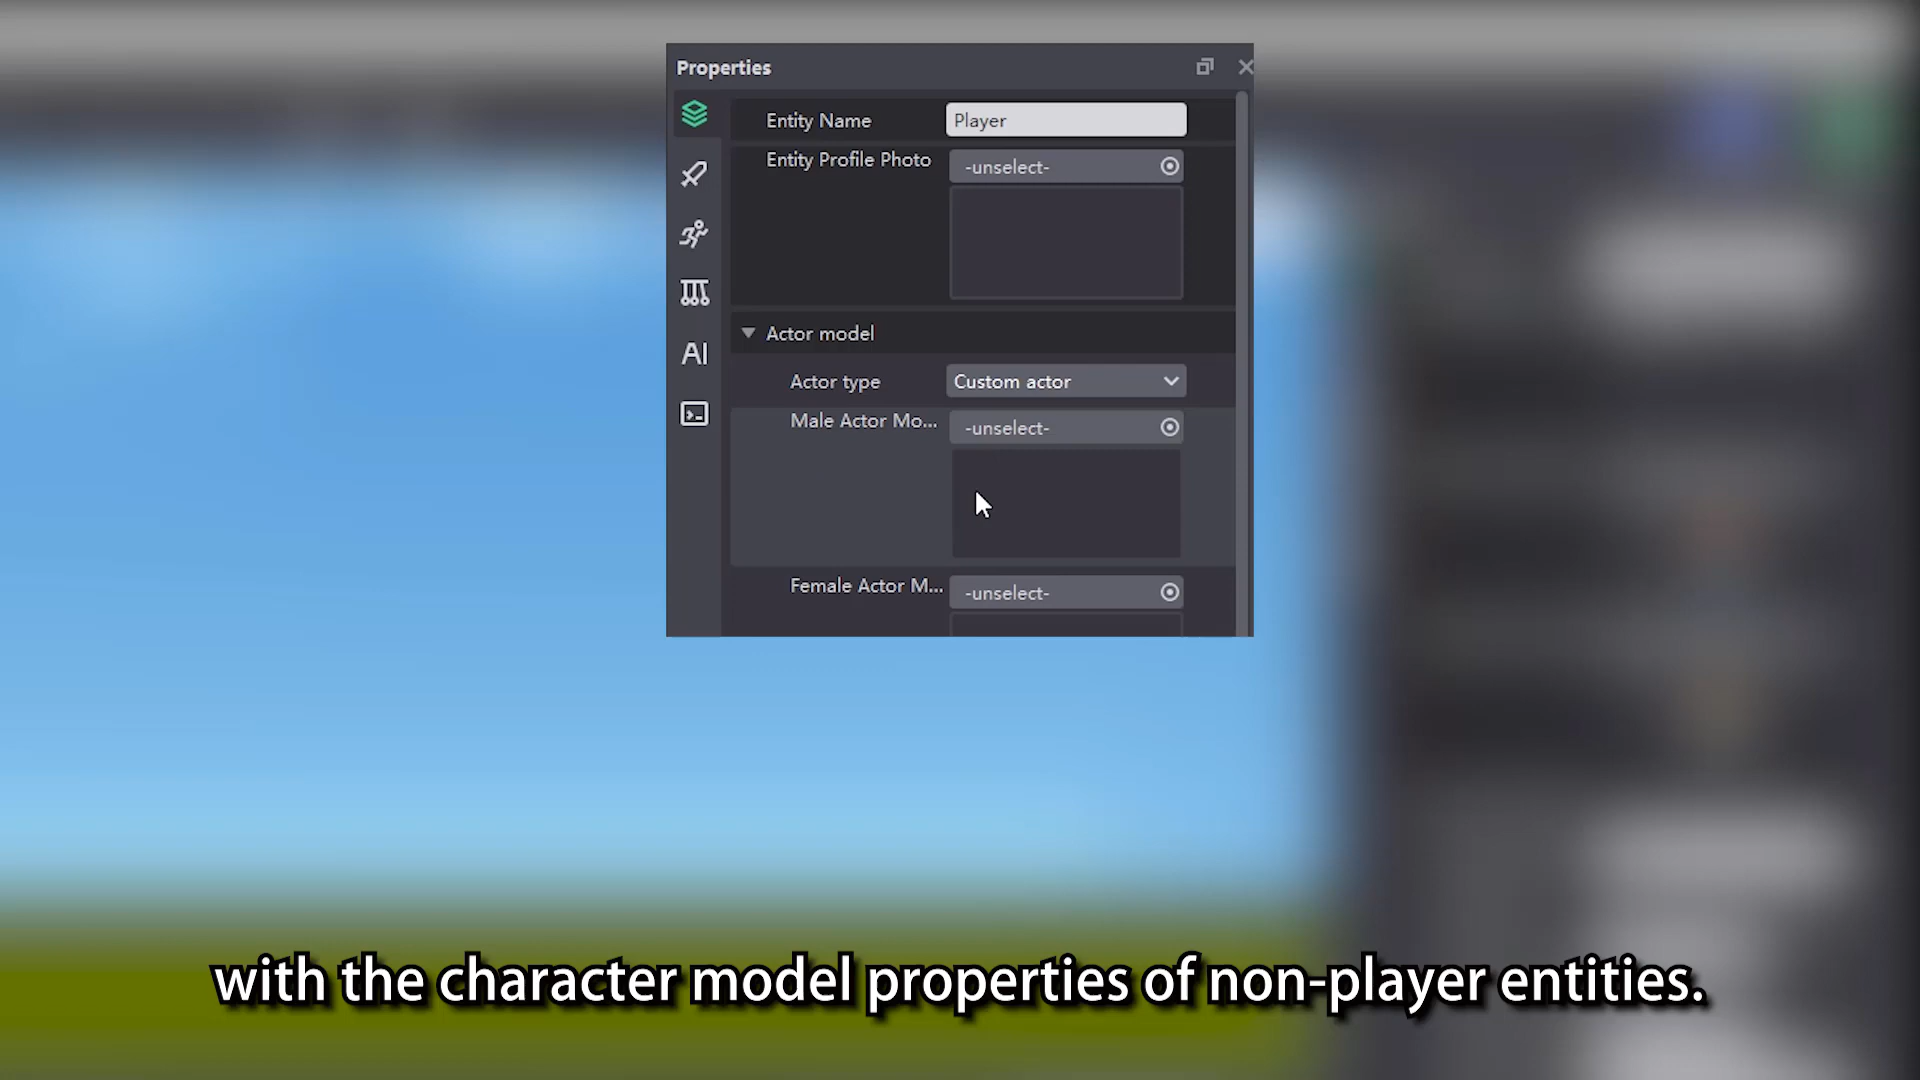 Properties
Entity Name Player
Entity Profile Photo -unselect-
Actor model
AI
Actor type Custom actor
Male Actor Mo... -unselect-
Female Actor M... -unselect-
with the character model properties of non-player entities.